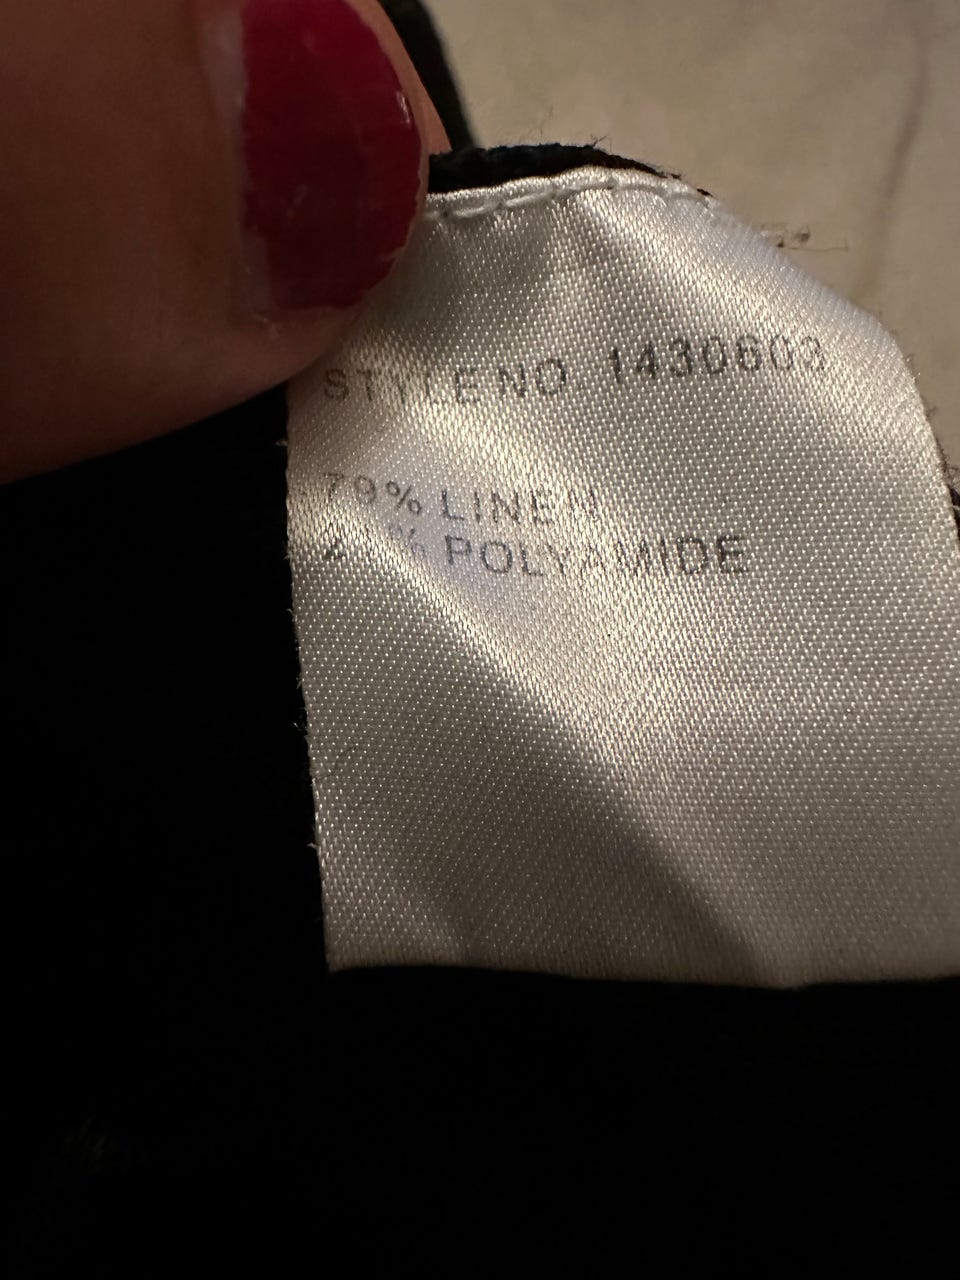 STYLE NO. 1430603
79% LINEN
% POLYAMIDE